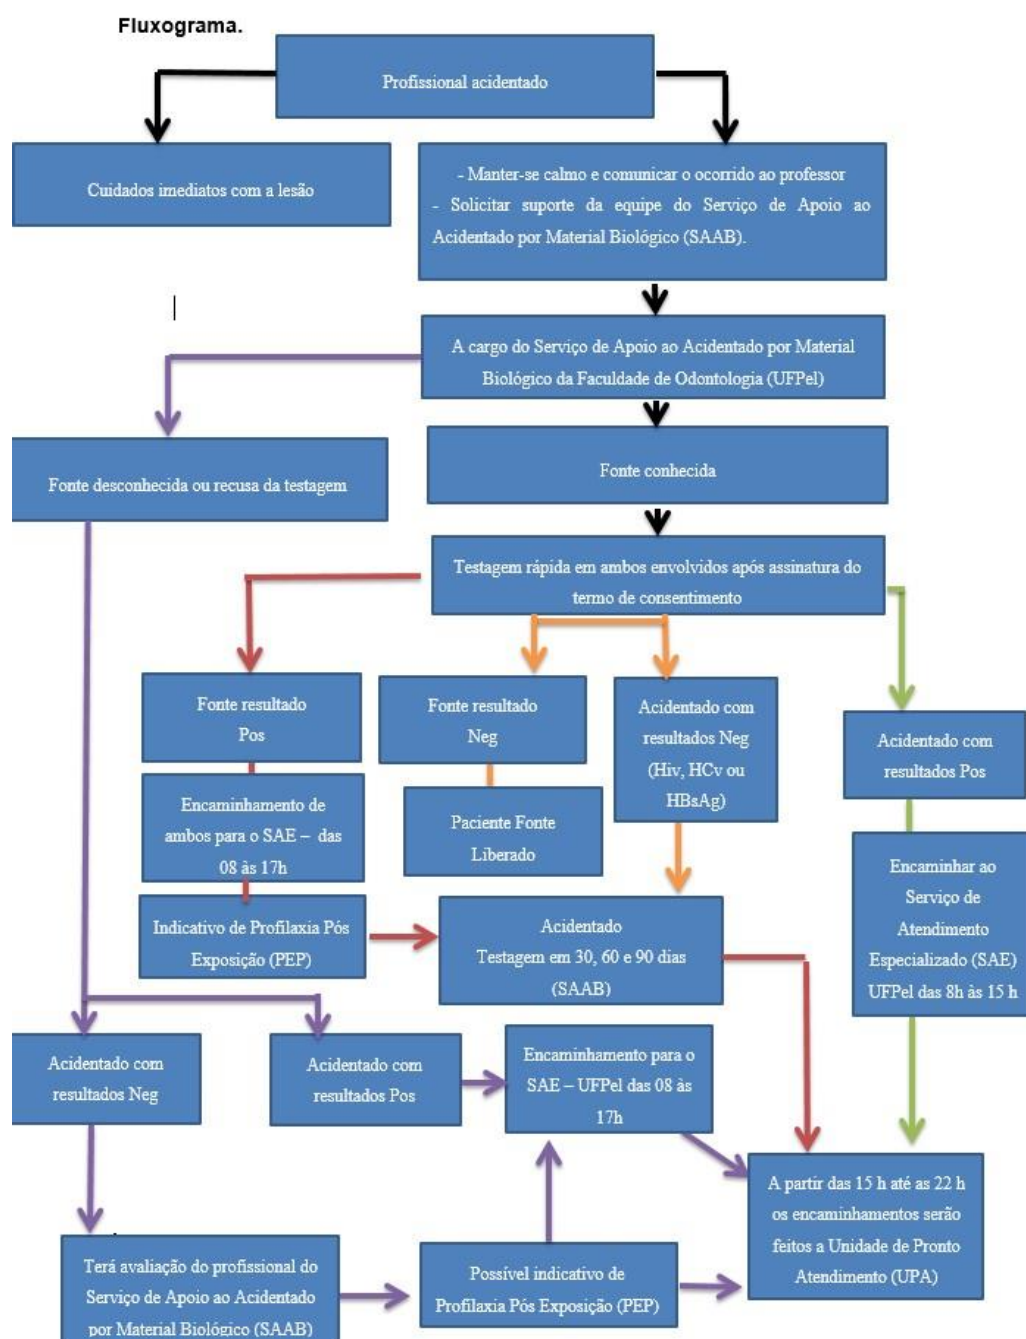 Fluxograma.
Profissional acidentado
Cuidados imediatos com a lesão
- Manter-se calmo e comunicar o ocorrido ao professor
- Solicitar suporte da equipe do Serviço de Apoio ao
Acidentado por Material Biológico (SAAB).
A cargo do Serviço de Apoio ao Acidentado por Material
Biológico da Faculdade de Odontologia (UFPel)
Fonte desconhecida ou recusa da testagem
Fonte conhecida
Testagem rápida em ambos envolvidos após assinatura do
termo de consentimento
Fonte resultado
Pos
Fonte resultado
Neg
Acidentado com
resultados Neg
(Hiv, HCv ou
HBsAg)
Acidentado com
resultados Pos
Encaminhamento de
ambos para o SAE – das
08 às 17h
Paciente Fonte
Liberado
Encaminhar ao
Serviço de
Atendimento
Especializado (SAE)
UFPel das 8h às 15 h
Indicativo de Profilaxia Pós
Exposição (PEP)
Acidentado
Testagem em 30, 60 e 90 dias
(SAAB)
Acidentado com
resultados Neg
Acidentado com
resultados Pos
Encaminhamento para o
SAE – UFPel das 08 às
17h
A partir das 15 h até as 22 h
os encaminhamentos serão
feitos a Unidade de Pronto
Atendimento (UPA)
Terá avaliação do profissional do
Serviço de Apoio ao Acidentado
por Material Biológico (SAAB)
Possível indicativo de
Profilaxia Pós Exposição (PEP)